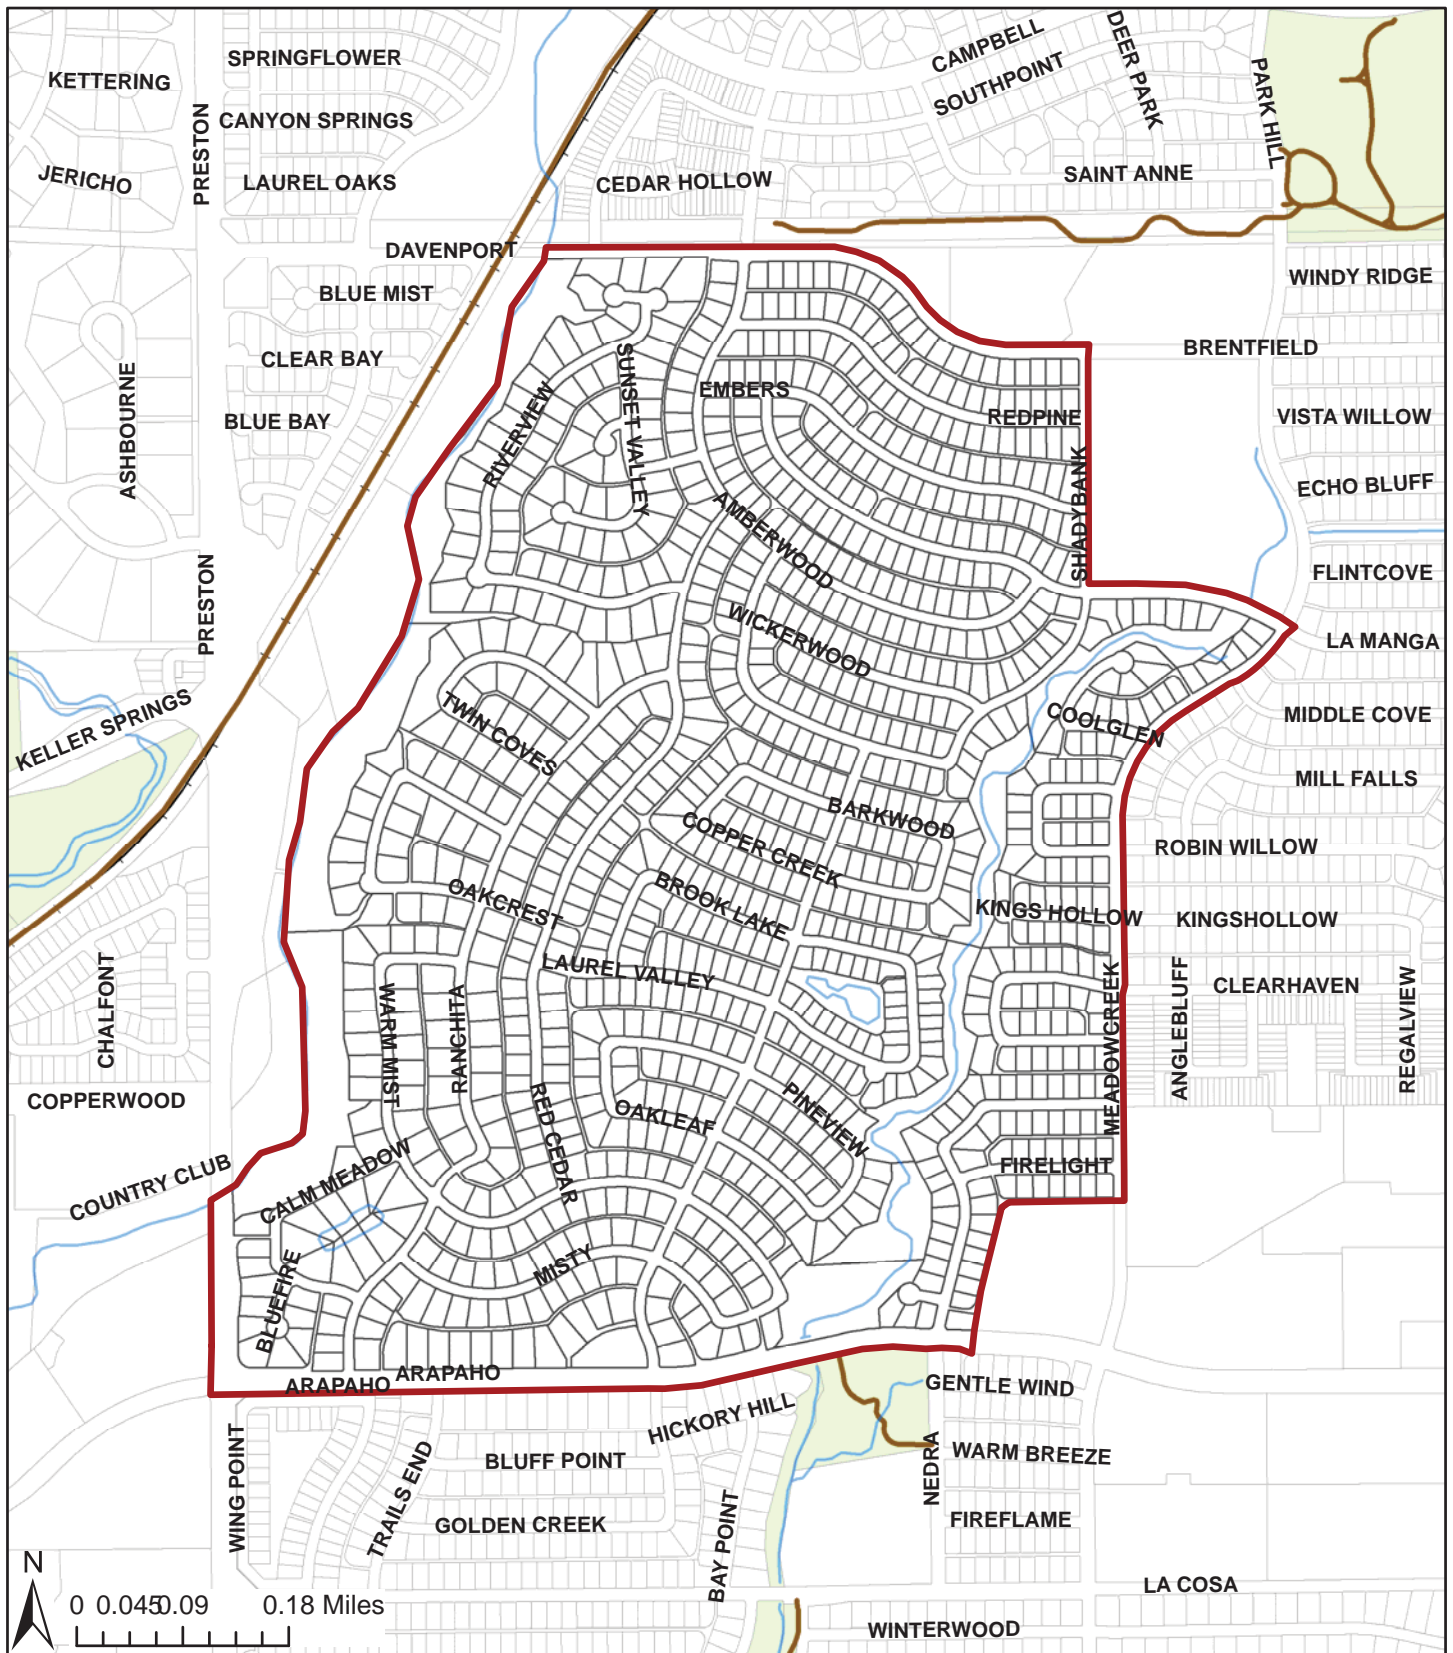 CAMPBELL
DEER PARK
SPRINGFLOWER
KETTERING
SOUTHPOINT
PARK HILL
CANYON SPRINGS
PRESTON
JERICHO
LAUREL OAKS
CEDAR HOLLOW
SAINT ANNE
DAVENPORT
WINDY RIDGE
BLUE MIST
BRENTFIELD
CLEAR BAY
SUNSET VALLEY
EMBERS
ASHBOURNE
BLUE BAY
RIVERVIEW
REDPINE
VISTA WILLOW
ECHO BLUFF
SHADYBANK
AMBERWOOD
FLINTCOVE
PRESTON
WICKERWOOD
LA MANGA
KELLER SPRINGS
TWIN COVES
COOLGLEN
MIDDLE COVE
MILL FALLS
BARKWOOD
COPPER CREEK
ROBIN WILLOW
OAKCREST
BROOK LAKE
KINGS HOLLOW
KINGSHOLLOW
LAUREL VALLEY
CLEARHAVEN
CHALFONT
WARM MIST
RANCHITA
MEADOWCREEK
ANGLEBLUFF
REGALVIEW
COPPERWOOD
RED CEDAR
OAKLEAF
PINEVIEW
FIRELIGHT
COUNTRY CLUB
CALM MEADOW
MISTY
BLUEFIRE
ARAPAHO
ARAPAHO
GENTLE WIND
HICKORY HILL
WING POINT
BLUFF POINT
WARM BREEZE
NEDRA
TRAILS END
GOLDEN CREEK
FIREFLAME
BAY POINT
LA COSA
WINTERWOOD
N
0 0.045 0.09 0.18 Miles